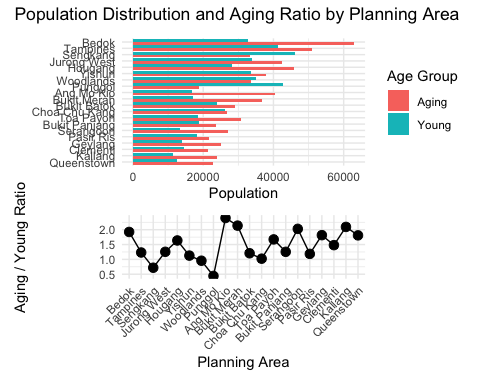 Population Distribution and Aging Ratio by Planning Area
Bedok
Tampines
Sengkang
Jurong West
Hougang
Yishun
Woodlands
Punggol
Ang Mo Kio
Bukit Merah
Bukit Batok
Choa Chu Kang
Toa Payoh
Bukit Panjang
Serangoon
Pasir Ris
Geylang
Clementi
Kallang
Queenstown
0
20000
40000
60000
Population
Age Group
Aging
Young
Aging / Young Ratio
2.0
1.5
1.0
0.5
Bedok
Tampines
Sengkang
Jurong West
Hougang
Yishun
Woodlands
Punggol
Ang Mo Kio
Bukit Merah
Bukit Batok
Choa Chu Kang
Toa Payoh
Bukit Panjang
Serangoon
Pasir Ris
Geylang
Clementi
Kallang
Queenstown
Planning Area